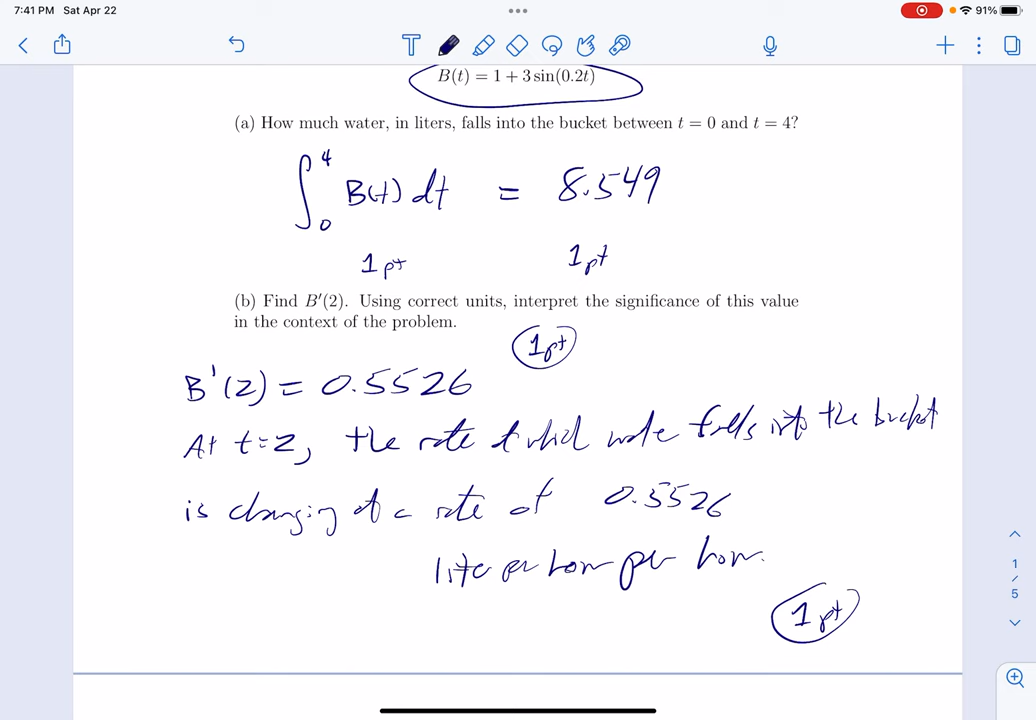 7:41 PM Sat Apr 22
91%
B(t) = 1 + 3 sin(0.2t)
(a) How much water, in liters, falls into the bucket between t = 0 and t = 4?
∫₀⁴ B(t) dt = 8.549
1 pt 1 pt
(b) Find B′(2). Using correct units, interpret the significance of this value
in the context of the problem.
1 pt
B'(2) = 0.5526
At t=2, the rate at which water falls into the bucket
is changing at a rate of 0.5526
liter per hour per hour.
1 pt
1
/
5